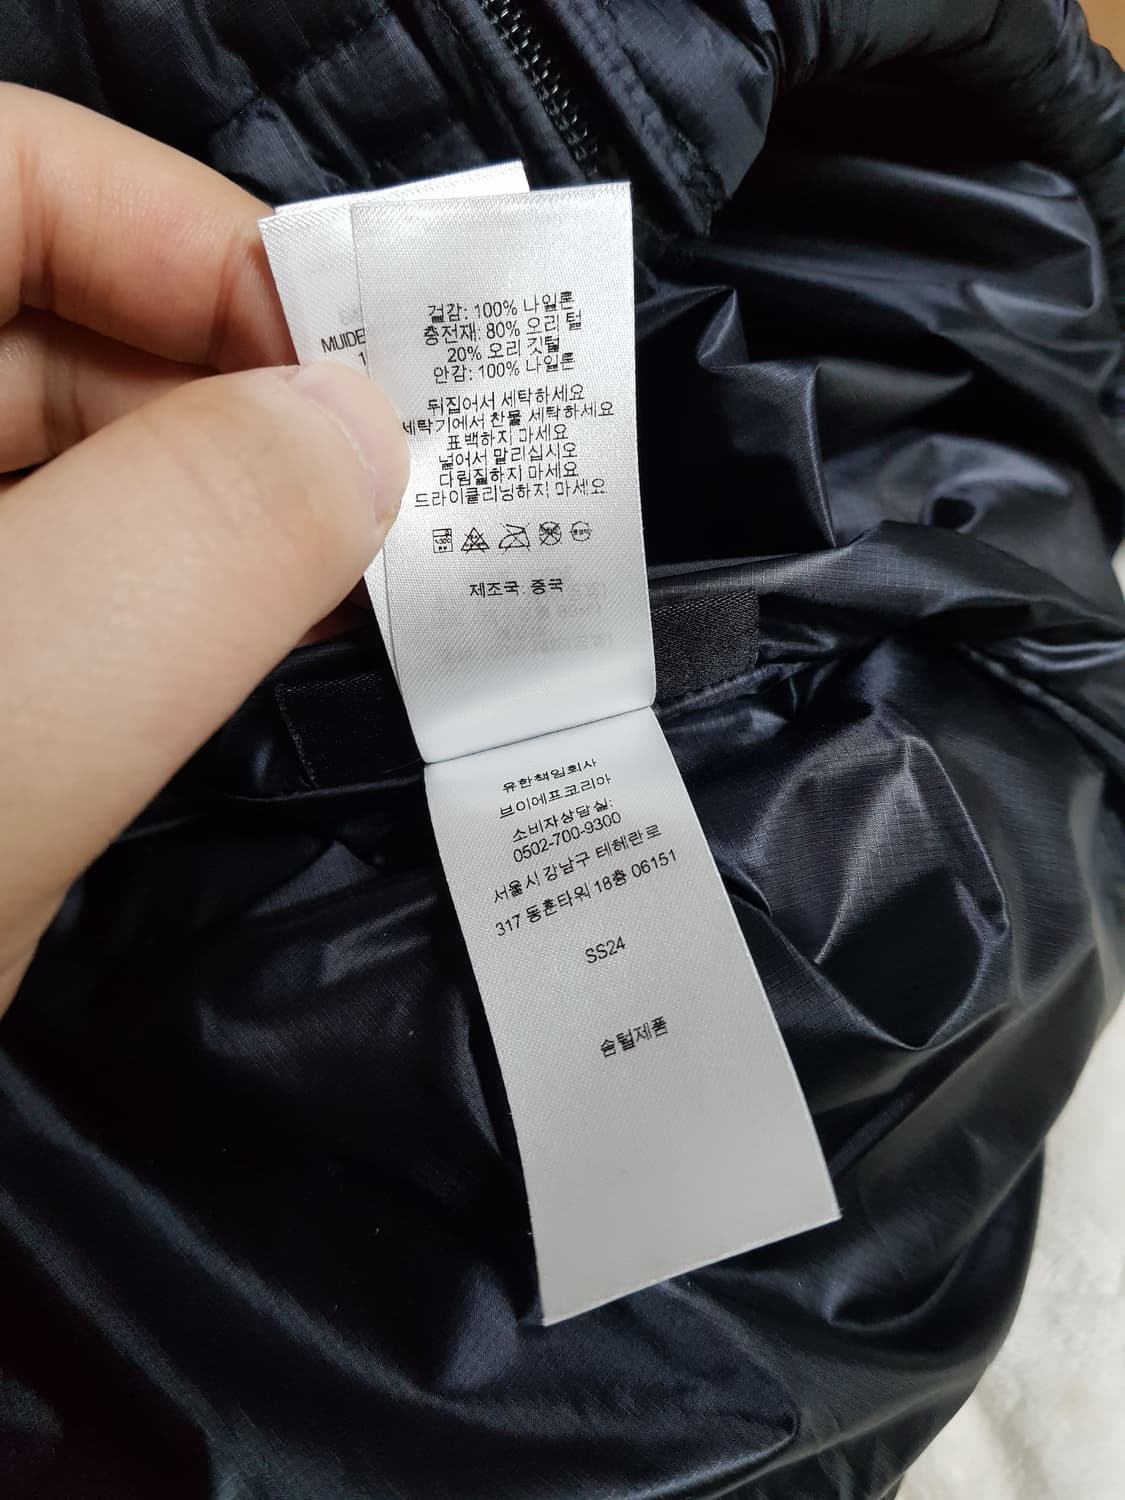 MUIDE
겉감: 100% 나일론
충전재: 80% 오리 털
20% 오리 깃털
안감: 100% 나일론
뒤집어서 세탁하세요
세탁기에서 찬물 세탁하세요
표백하지 마세요
널어서 말리십시오
다림질하지 마세요
드라이클리닝하지 마세요
제조국: 중국
유한책임회사
브이에프코리아
소비자상담실:
0502-700-9300
서울시 강남구 테헤란로
317 동훈타워 18층 06151
SS24
솜털제품